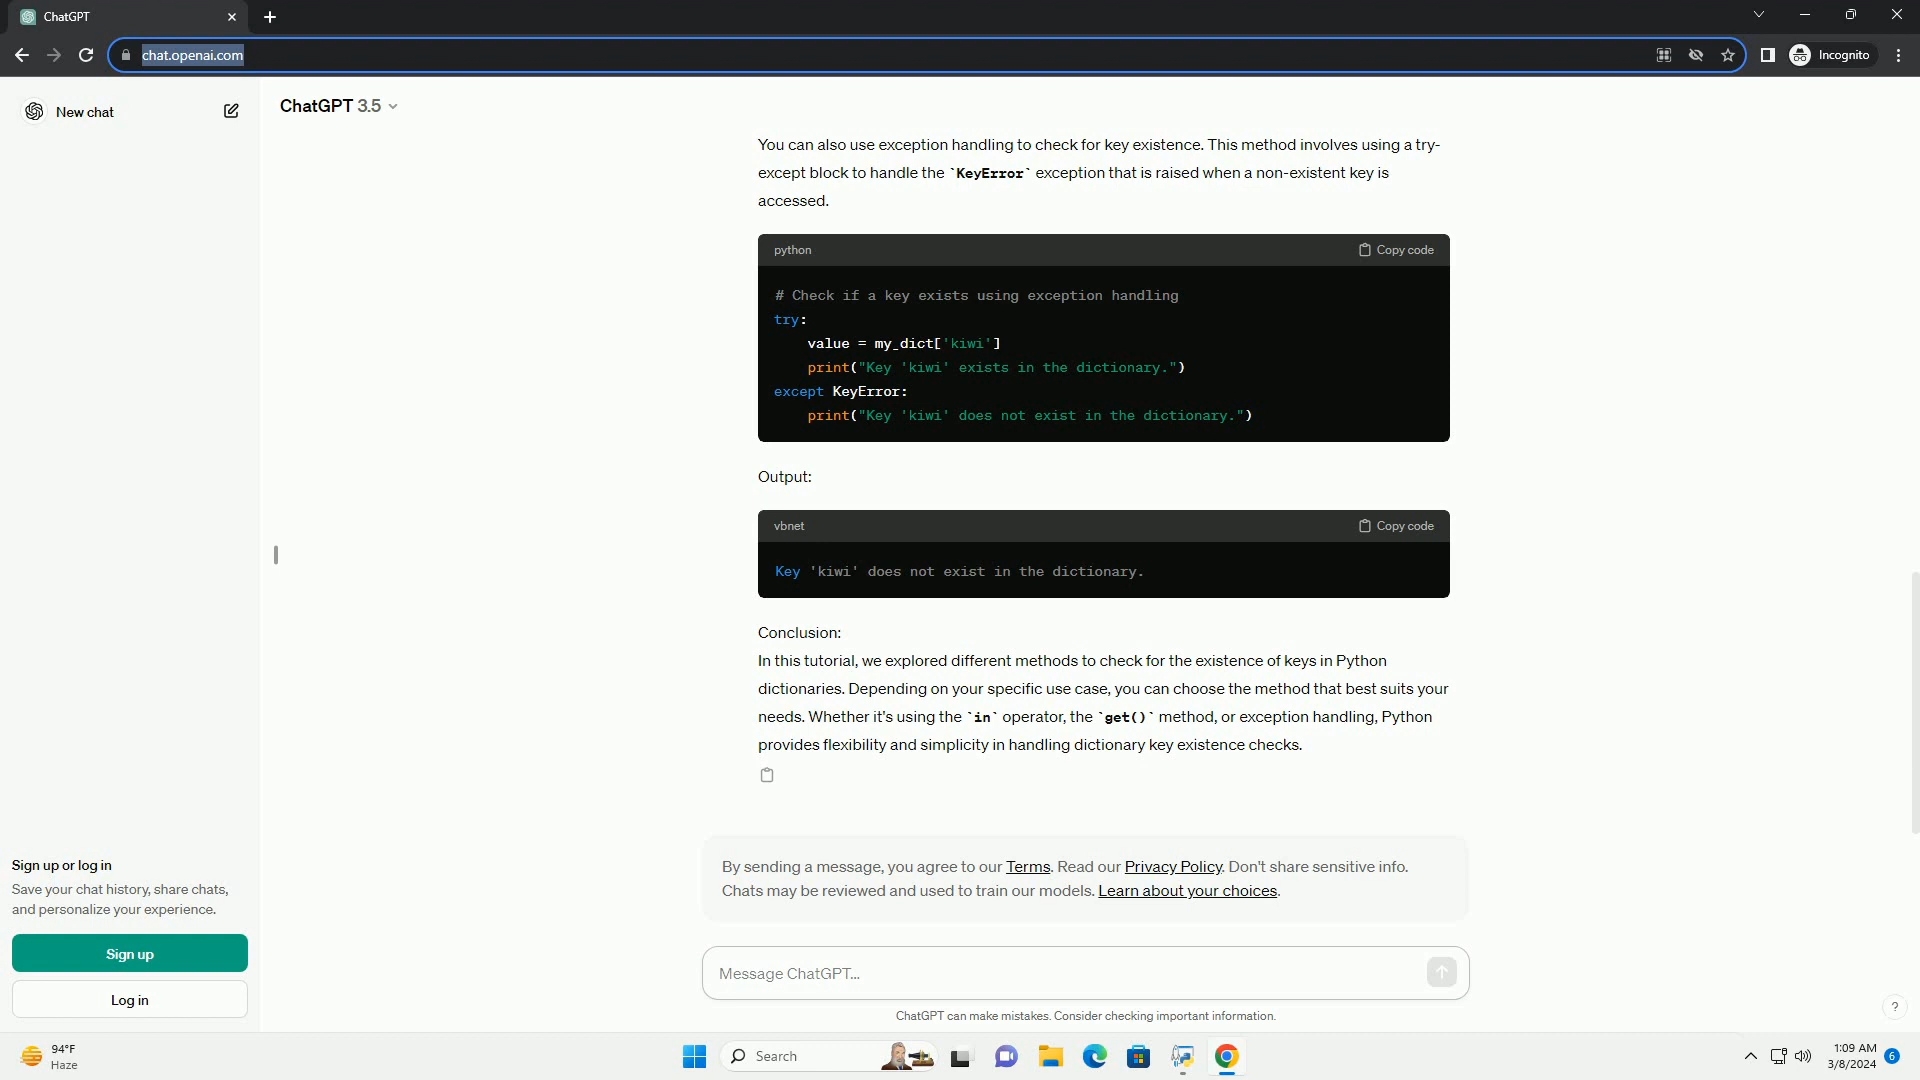 ChatGPT
chat.openai.com
Incognito
New chat
ChatGPT 3.5
You can also use exception handling to check for key existence. This method involves using a try-
except block to handle the `KeyError` exception that is raised when a non-existent key is
accessed.
python
Copy code
# Check if a key exists using exception handling
try:
    value = my_dict['kiwi']
    print("Key 'kiwi' exists in the dictionary.")
except KeyError:
    print("Key 'kiwi' does not exist in the dictionary.")
Output:
vbnet
Copy code
Key 'kiwi' does not exist in the dictionary.
Conclusion:
In this tutorial, we explored different methods to check for the existence of keys in Python
dictionaries. Depending on your specific use case, you can choose the method that best suits your
needs. Whether it's using the `in` operator, the `get()` method, or exception handling, Python
provides flexibility and simplicity in handling dictionary key existence checks.
Sign up or log in
Save your chat history, share chats,
and personalize your experience.
Sign up
Log in
By sending a message, you agree to our Terms. Read our Privacy Policy. Don't share sensitive info.
Chats may be reviewed and used to train our models. Learn about your choices.
Message ChatGPT...
ChatGPT can make mistakes. Consider checking important information.
?
94°F
Haze
Search
1:09 AM
3/8/2024
6